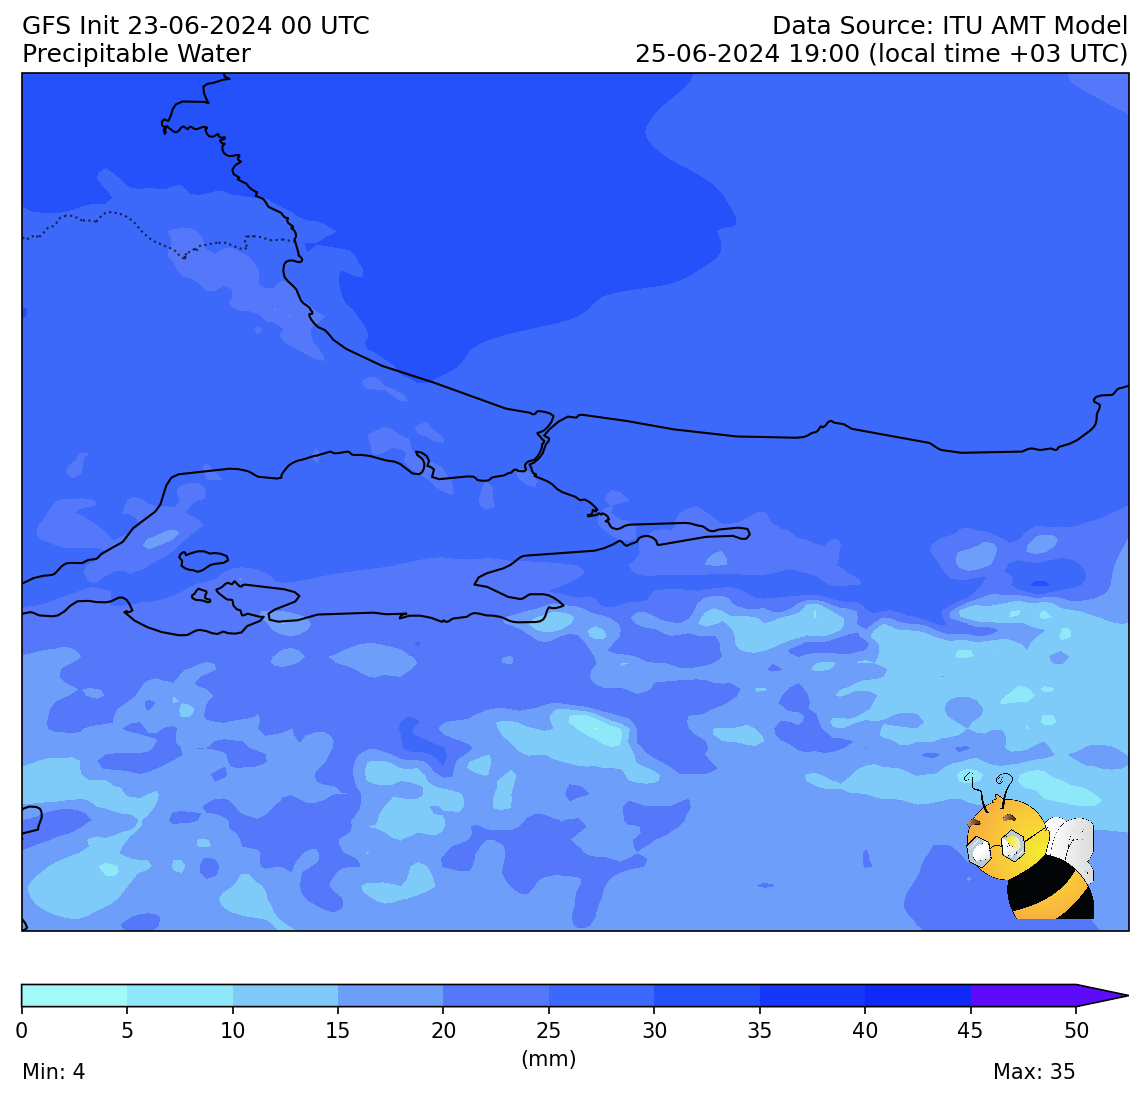 GFS Init 23-06-2024 00 UTC
Data Source: ITU AMT Model
Precipitable Water
25-06-2024 19:00 (local time +03 UTC)
0 5 10 15 20 25 30 35 40 45 50
(mm)
Min: 4
Max: 35